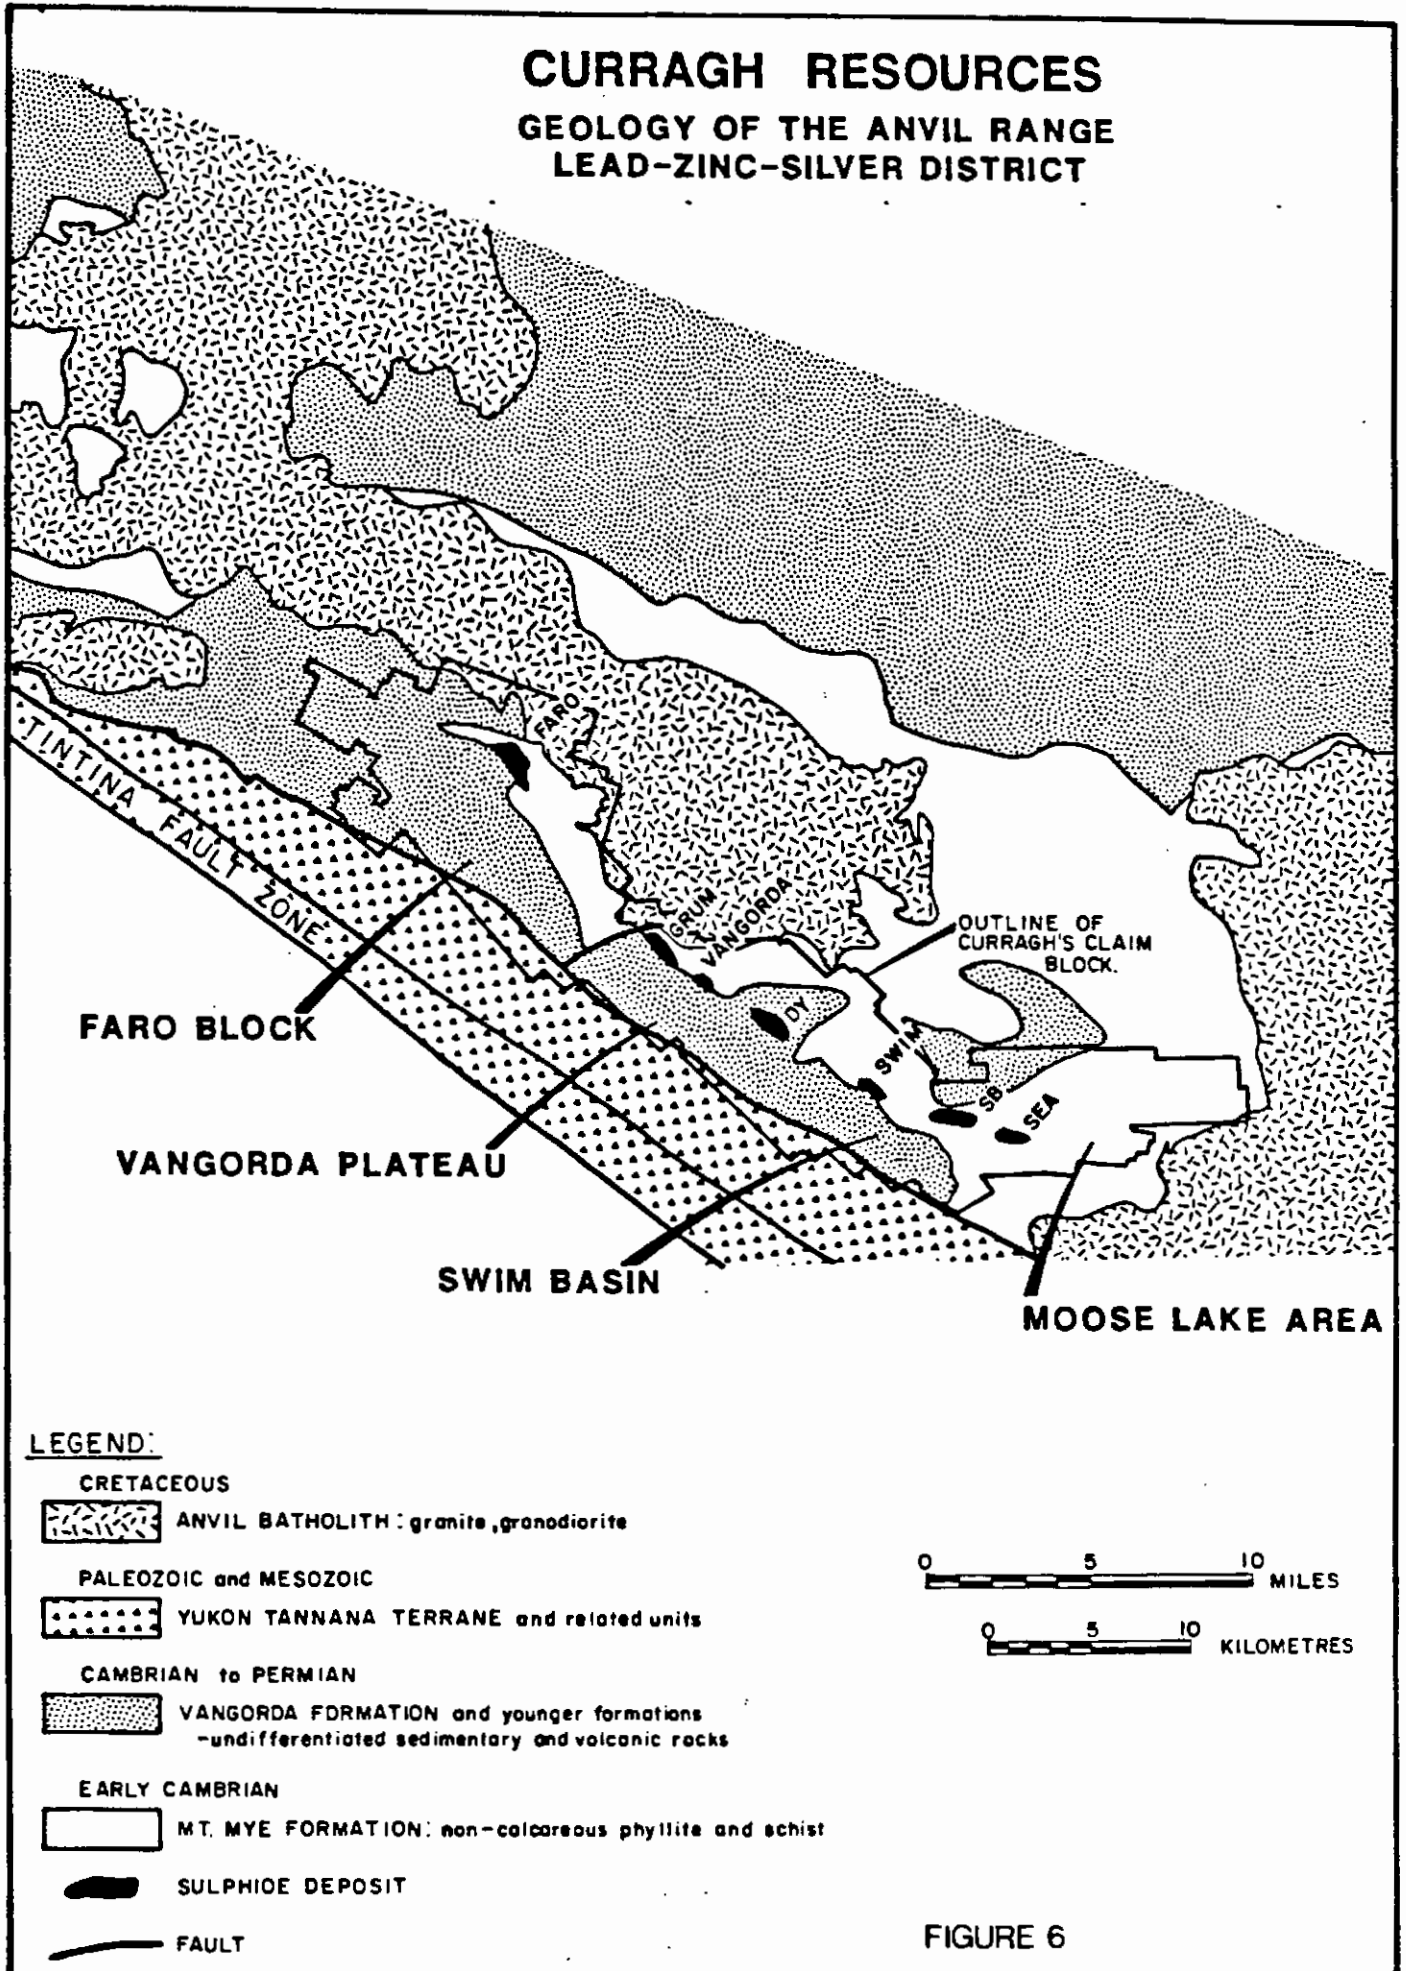 CURRAGH RESOURCES
GEOLOGY OF THE ANVIL RANGE
LEAD-ZINC-SILVER DISTRICT
FARO
TINTINA FAULT ZONE
GRUM
VANGORDA
OUTLINE OF
CURRAGH'S CLAIM
BLOCK.
DY
SWIM
SB
SEA
FARO BLOCK
VANGORDA PLATEAU
SWIM BASIN
MOOSE LAKE AREA
LEGEND:
CRETACEOUS
ANVIL BATHOLITH: granite, granodiorite
PALEOZOIC and MESOZOIC
YUKON TANNANA TERRANE and related units
CAMBRIAN to PERMIAN
VANGORDA FORMATION and younger formations
-undifferentiated sedimentary and volcanic rocks
EARLY CAMBRIAN
MT. MYE FORMATION: non-calcareous phyllite and schist
SULPHIDE DEPOSIT
FAULT
0 5 10 MILES
0 5 10 KILOMETRES
FIGURE 6